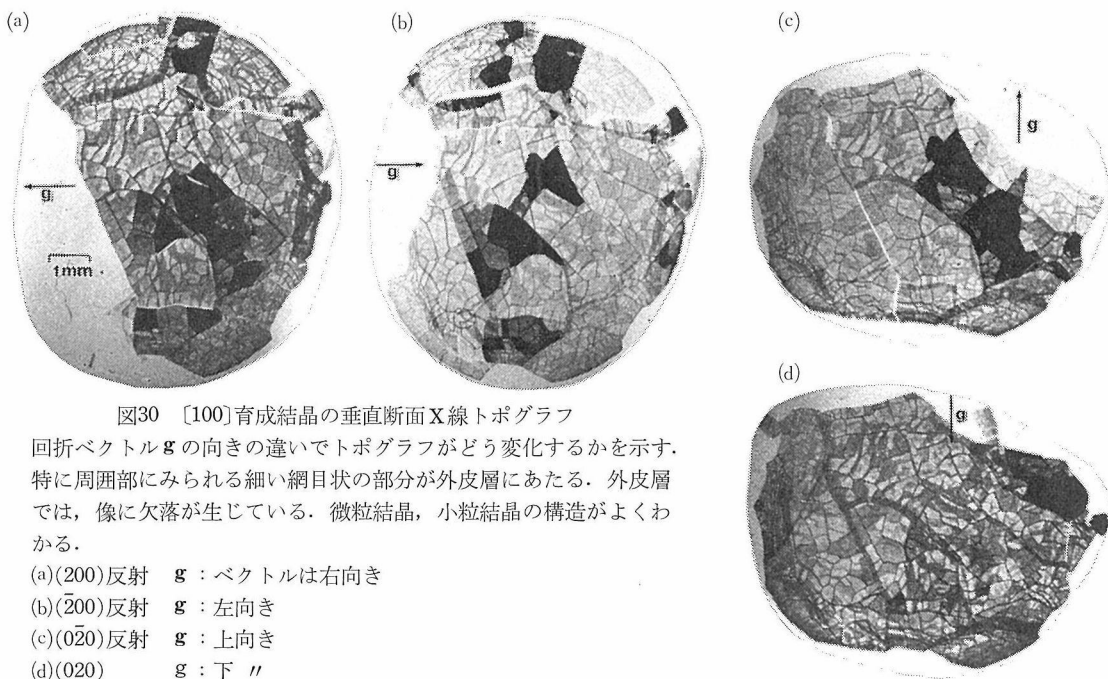 (a)
(b)
(c)
g
g
g
1mm
(d)
g
図30 〔100〕育成結晶の垂直断面X線トポグラフ
回折ベクトルgの向きの違いでトポグラフがどう変化するかを示す.
特に周囲部にみられる細い網目状の部分が外皮層にあたる. 外皮層
では, 像に欠落が生じている. 微粒結晶, 小粒結晶の構造がよくわ
かる.
(a)(200)反射 g:ベクトルは右向き
(b)(2̄00)反射 g:左向き
(c)(02̄0)反射 g:上向き
(d)(020) g:下 〃